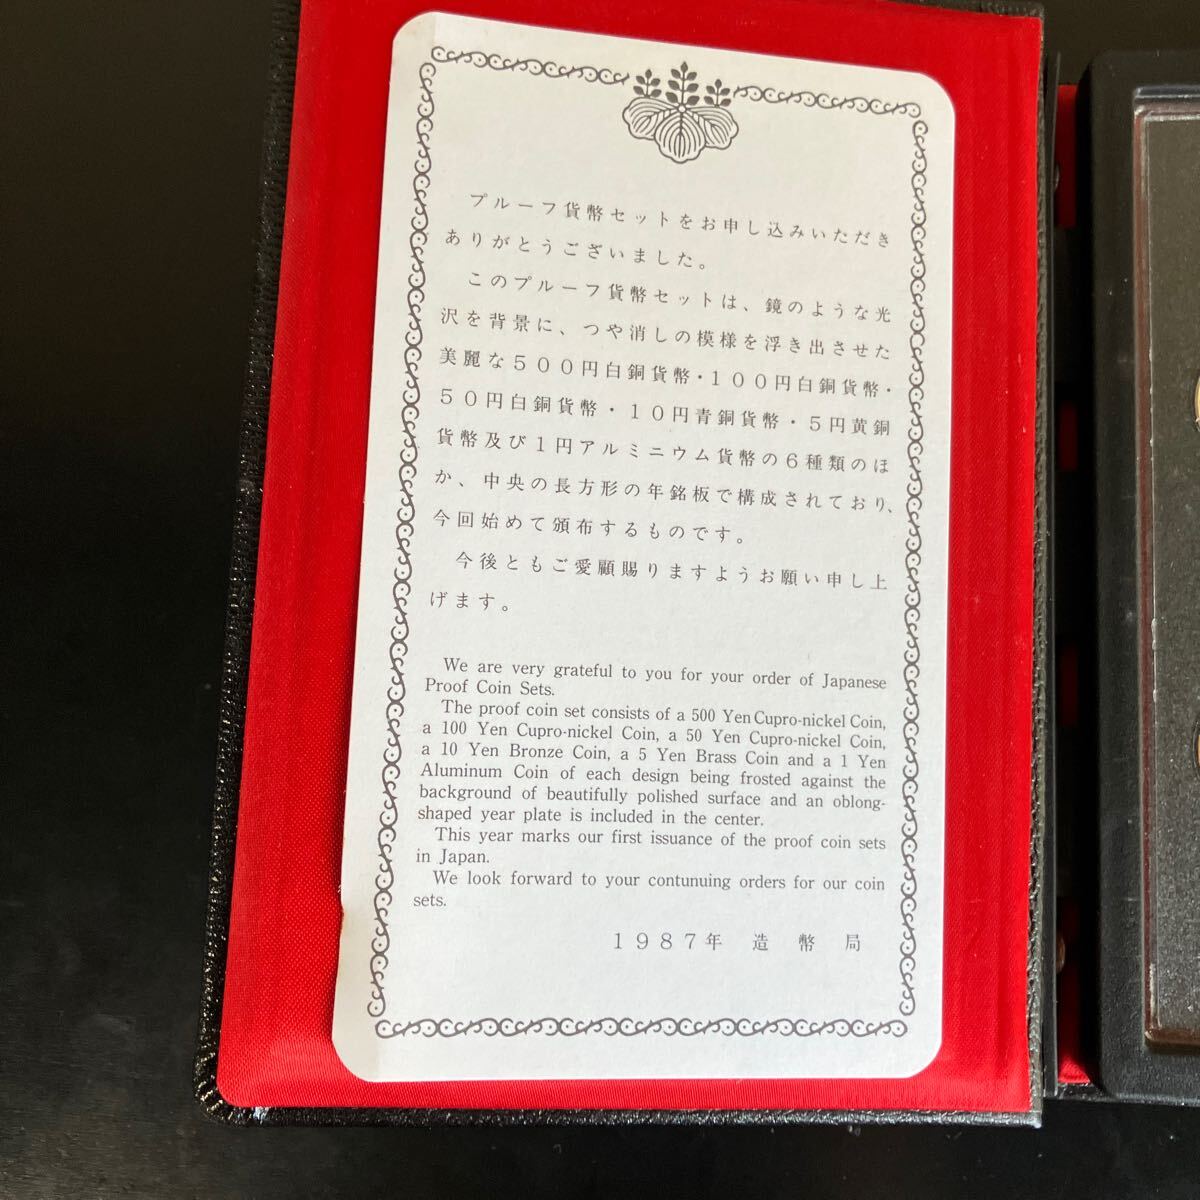 プルーフ貨幣セットをお申し込みいただき
ありがとうございました。
このプルーフ貨幣セットは、鏡のような光
沢を背景に、つや消しの模様を浮き出させた
美麗な５００円白銅貨幣・１００円白銅貨幣・
５０円白銅貨幣・１０円青銅貨幣・５円黄銅
貨幣及び１円アルミニウム貨幣の６種類のほ
か、中央の長方形の年銘板で構成されており、
今回始めて頒布するものです。
今後ともご愛顧賜りますようお願い申し上
げます。
We are very grateful to you for your order of Japanese
Proof Coin Sets.
The proof coin set consists of a 500 Yen Cupro-nickel Coin,
a 100 Yen Cupro-nickel Coin, a 50 Yen Cupro-nickel Coin,
a 10 Yen Bronze Coin, a 5 Yen Brass Coin and a 1 Yen
Aluminum Coin of each design being frosted against the
background of beautifully polished surface and an oblong-
shaped year plate is included in the center.
This year marks our first issuance of the proof coin sets
in Japan.
We look forward to your contunuing orders for our coin
sets.
１９８７年 造 幣 局